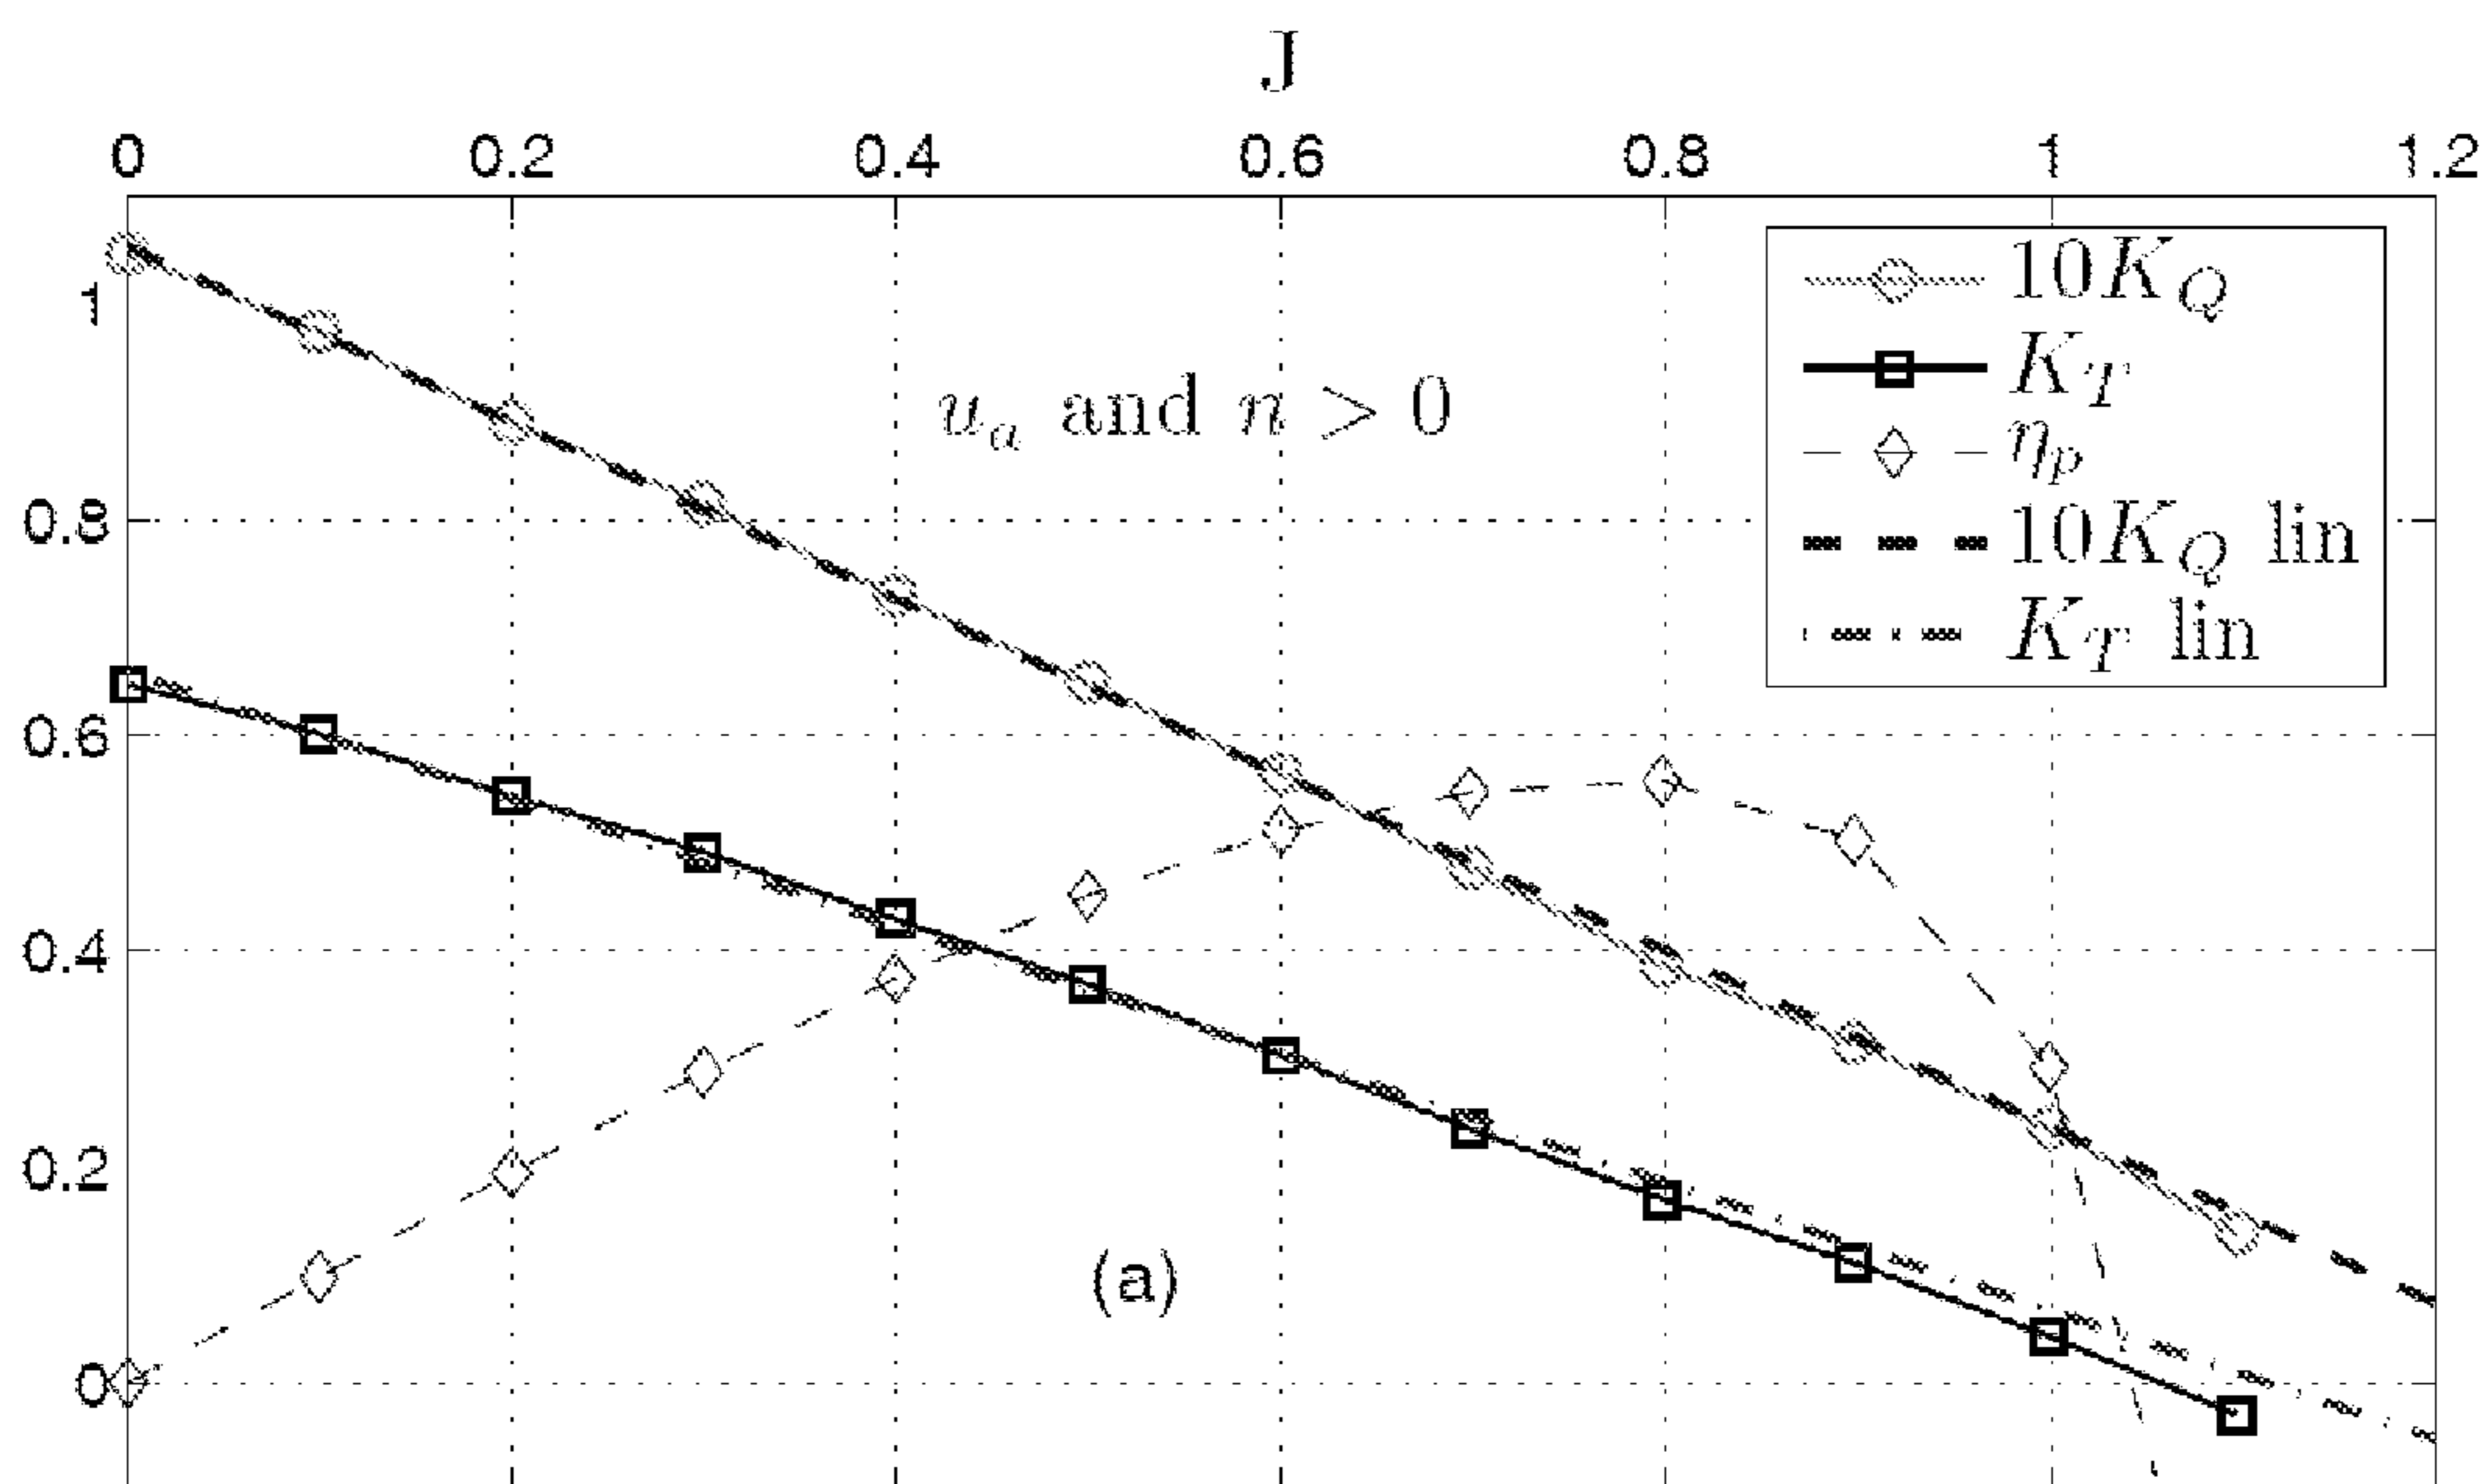 J
0 0.2 0.4 0.6 0.8 1 1.2
1
0.8
0.6
0.4
0.2
0
u_a and n > 0
10K_Q
K_T
η_p
10K_Q lin
K_T lin
(a)